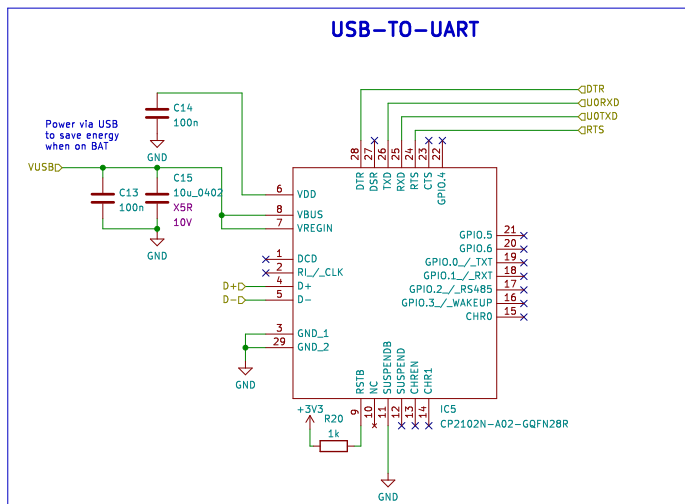 USB-TO-UART
DTR
U0RXD
U0TXD
RTS
C14
100n
GND
Power via USB
to save energy
when on BAT
VUSB
C13
100n
C15
10u_0402
X5R
10V
GND
28 27 26 25 24 23 22
DTR DSR TXD RXD RTS CTS GPIO.4
6 VDD
8 VBUS
7 VREGIN
1 DCD
2 RI_/_CLK
D+ 4 D+
D- 5 D-
3 GND_1
29 GND_2
GND
GPIO.5 21
GPIO.6 20
GPIO.0_/_TXT 19
GPIO.1_/_RXT 18
GPIO.2_/_RS485 17
GPIO.3_/_WAKEUP 16
CHR0 15
RSTB NC SUSPENDB SUSPEND CHREN CHR1
9 10 11 12 13 14
IC5
CP2102N-A02-GQFN28R
+3V3
R20
1k
GND